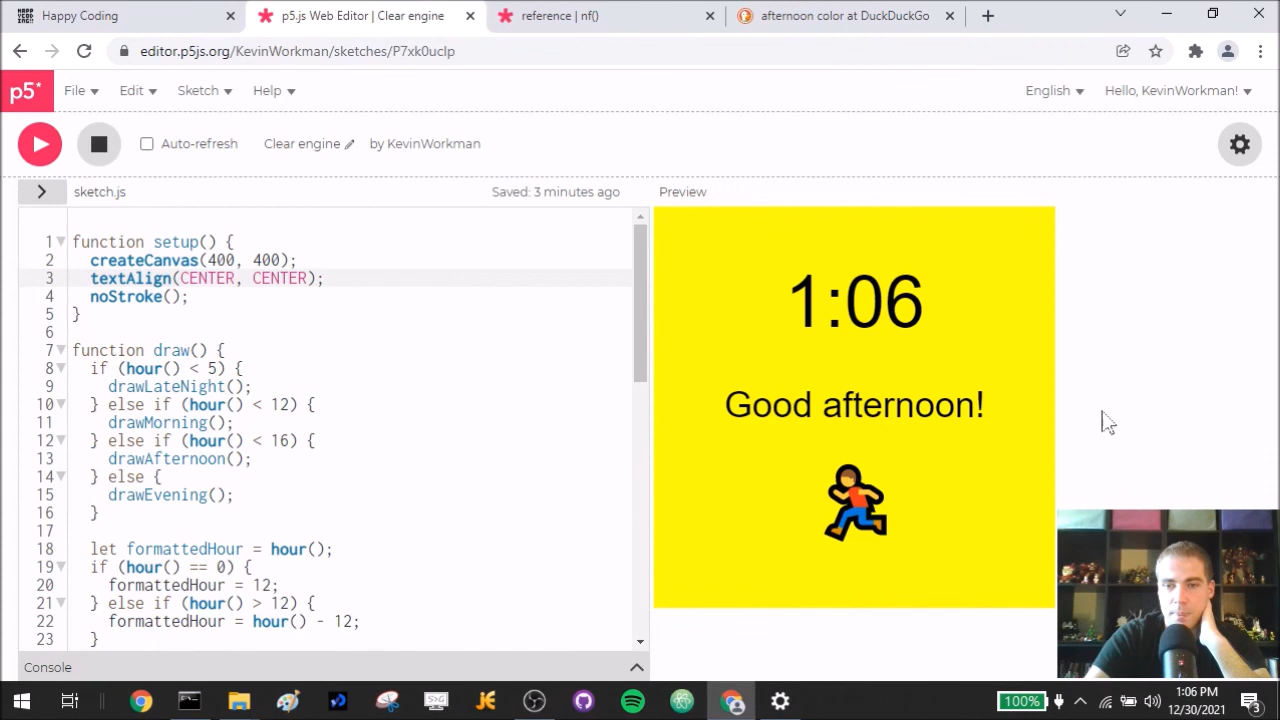 Happy Coding
p5.js Web Editor | Clear engine
reference | nf()
afternoon color at DuckDuckGo
editor.p5js.org/KevinWorkman/sketches/P7xk0uclp
p5*
File
Edit
Sketch
Help
English
Hello, KevinWorkman!
Auto-refresh
Clear engine
by KevinWorkman
sketch.js
Saved: 3 minutes ago
Preview
1 function setup() {
2 createCanvas(400, 400);
3 textAlign(CENTER, CENTER);
4 noStroke();
5 }
6
7 function draw() {
8 if (hour() < 5) {
9 drawLateNight();
10 } else if (hour() < 12) {
11 drawMorning();
12 } else if (hour() < 16) {
13 drawAfternoon();
14 } else {
15 drawEvening();
16 }
17
18 let formattedHour = hour();
19 if (hour() == 0) {
20 formattedHour = 12;
21 } else if (hour() > 12) {
22 formattedHour = hour() - 12;
23 }
1:06
Good afternoon!
Console
100%
1:06 PM
12/30/2021
3